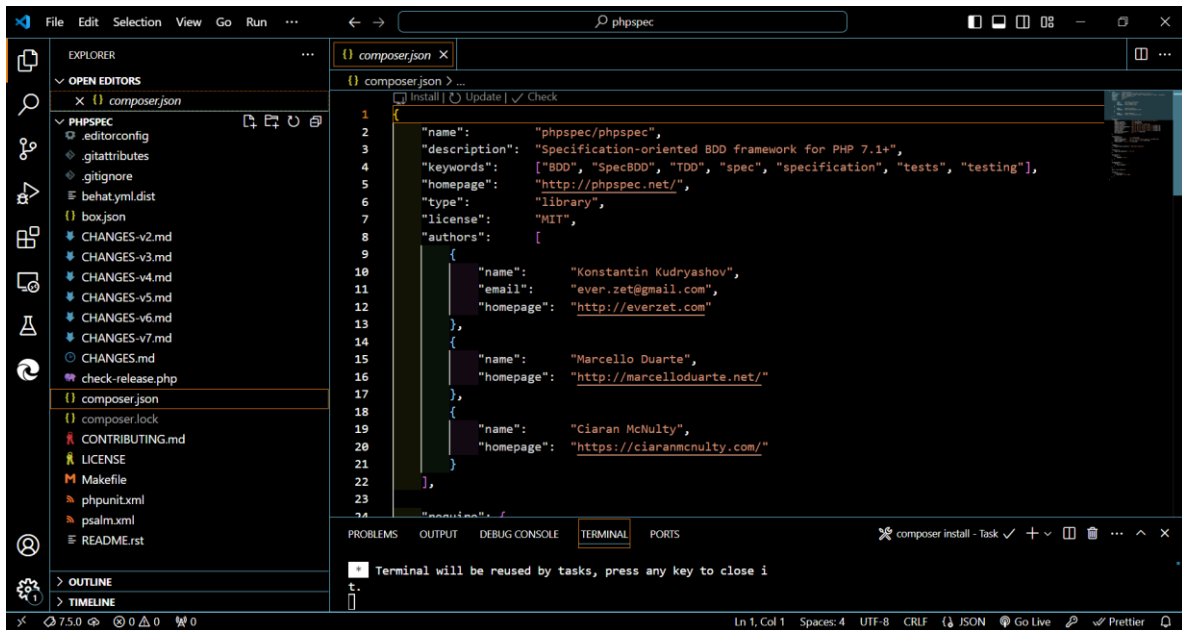 File Edit Selection View Go Run ··· phpspec
EXPLORER ···
OPEN EDITORS
{} composer.json
PHPSPEC
.editorconfig
.gitattributes
.gitignore
behat.yml.dist
{} box.json
CHANGES-v2.md
CHANGES-v3.md
CHANGES-v4.md
CHANGES-v5.md
CHANGES-v6.md
CHANGES-v7.md
CHANGES.md
check-release.php
{} composer.json
{} composer.lock
CONTRIBUTING.md
LICENSE
Makefile
phpunit.xml
psalm.xml
README.rst
OUTLINE
TIMELINE
1
{} composer.json
{} composer.json > ...
Install | Update | Check
1 {
2 "name": "phpspec/phpspec",
3 "description": "Specification-oriented BDD framework for PHP 7.1+",
4 "keywords": ["BDD", "SpecBDD", "TDD", "spec", "specification", "tests", "testing"],
5 "homepage": "http://phpspec.net/",
6 "type": "library",
7 "license": "MIT",
8 "authors": [
9 {
10 "name": "Konstantin Kudryashov",
11 "email": "ever.zet@gmail.com",
12 "homepage": "http://everzet.com"
13 },
14 {
15 "name": "Marcello Duarte",
16 "homepage": "http://marcelloduarte.net/"
17 },
18 {
19 "name": "Ciaran McNulty",
20 "homepage": "https://ciaranmcnulty.com/"
21 }
22 ],
23
24 "require": {
PROBLEMS OUTPUT DEBUG CONSOLE TERMINAL PORTS composer install - Task
* Terminal will be reused by tasks, press any key to close i
t.
7.5.0 0 0 0 Ln 1, Col 1 Spaces: 4 UTF-8 CRLF {} JSON Go Live Prettier